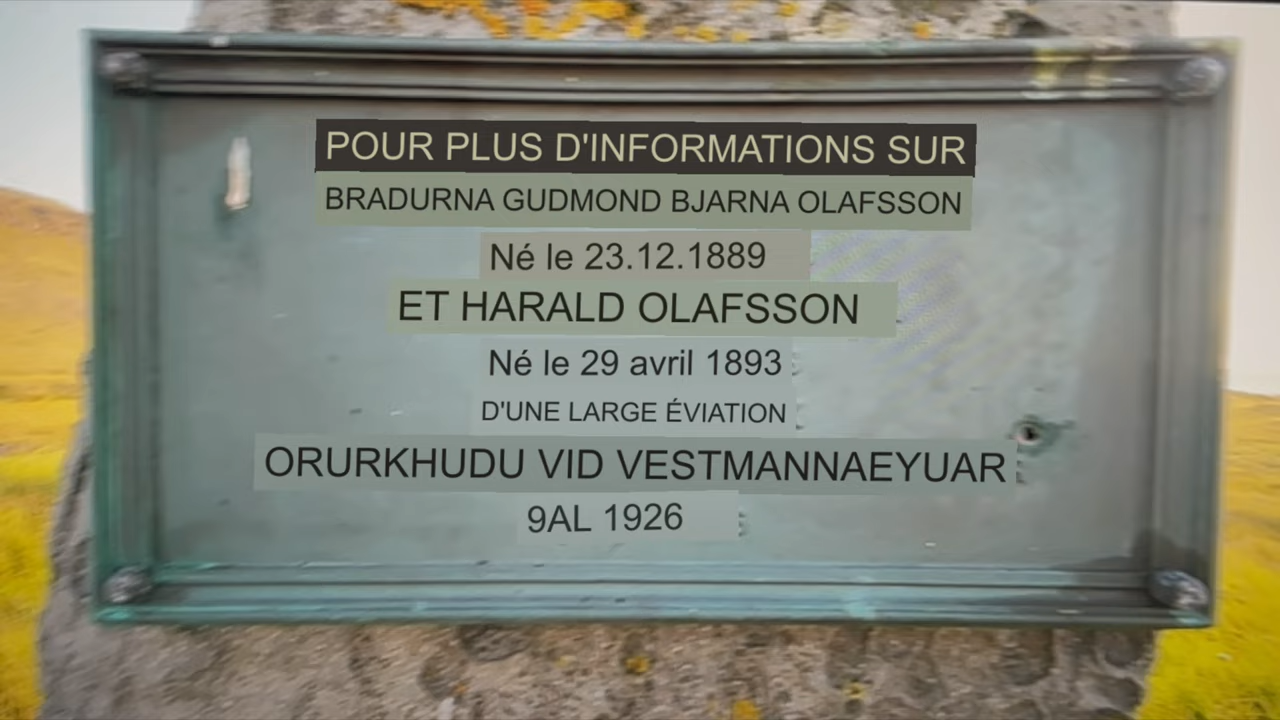 POUR PLUS D'INFORMATIONS SUR
BRADURNA GUDMOND BJARNA OLAFSSON
Né le 23.12.1889
ET HARALD OLAFSSON
Né le 29 avril 1893
D'UNE LARGE ÉVIATION
ORURKHUDU VID VESTMANNAEYUAR
9AL 1926